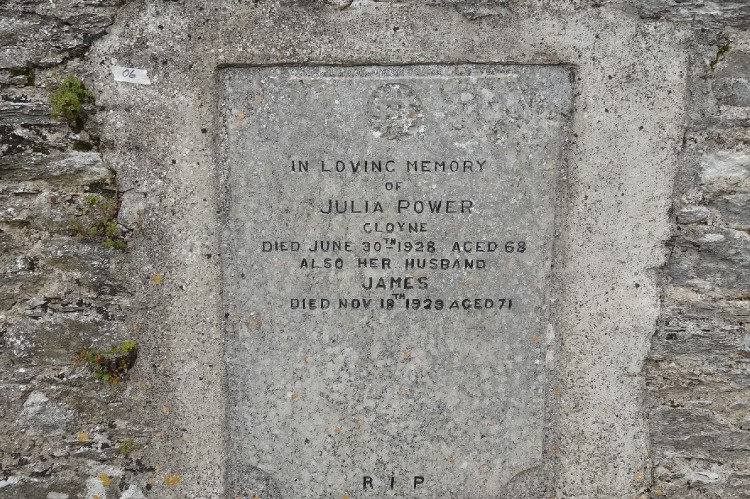 06
IN LOVING MEMORY
OF
JULIA POWER
CLOYNE
DIED JUNE 30TH 1928 AGED 68
ALSO HER HUSBAND
JAMES
DIED NOV 18TH 1929 AGED 71
R I P